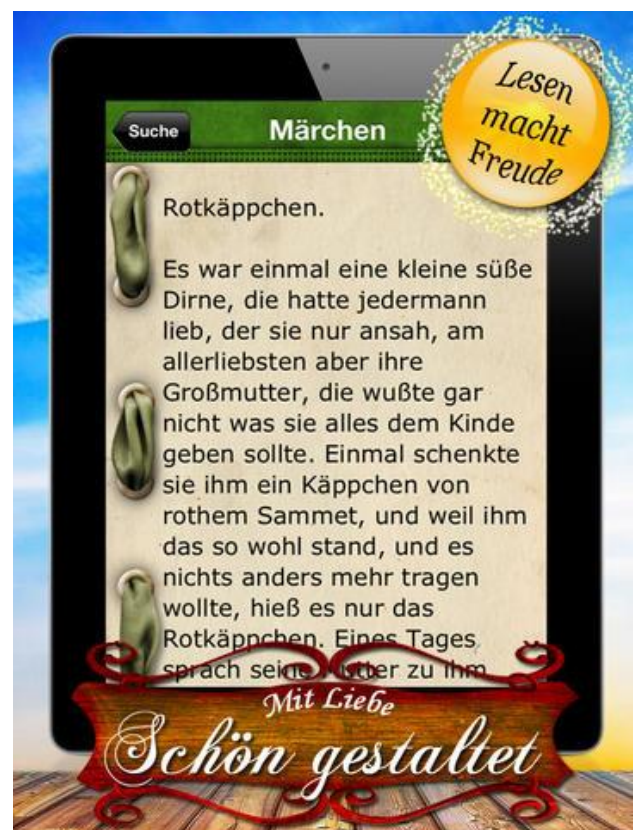 Lesen
macht
Freude
Suche
Märchen
Rotkäppchen.
Es war einmal eine kleine süße
Dirne, die hatte jedermann
lieb, der sie nur ansah, am
allerliebsten aber ihre
Großmutter, die wußte gar
nicht was sie alles dem Kinde
geben sollte. Einmal schenkte
sie ihm ein Käppchen von
rothem Sammet, und weil ihm
das so wohl stand, und es
nichts anders mehr tragen
wollte, hieß es nur das
Rotkäppchen. Eines Tages
sprach seine Mutter zu ihm
Mit Liebe
Schön gestaltet